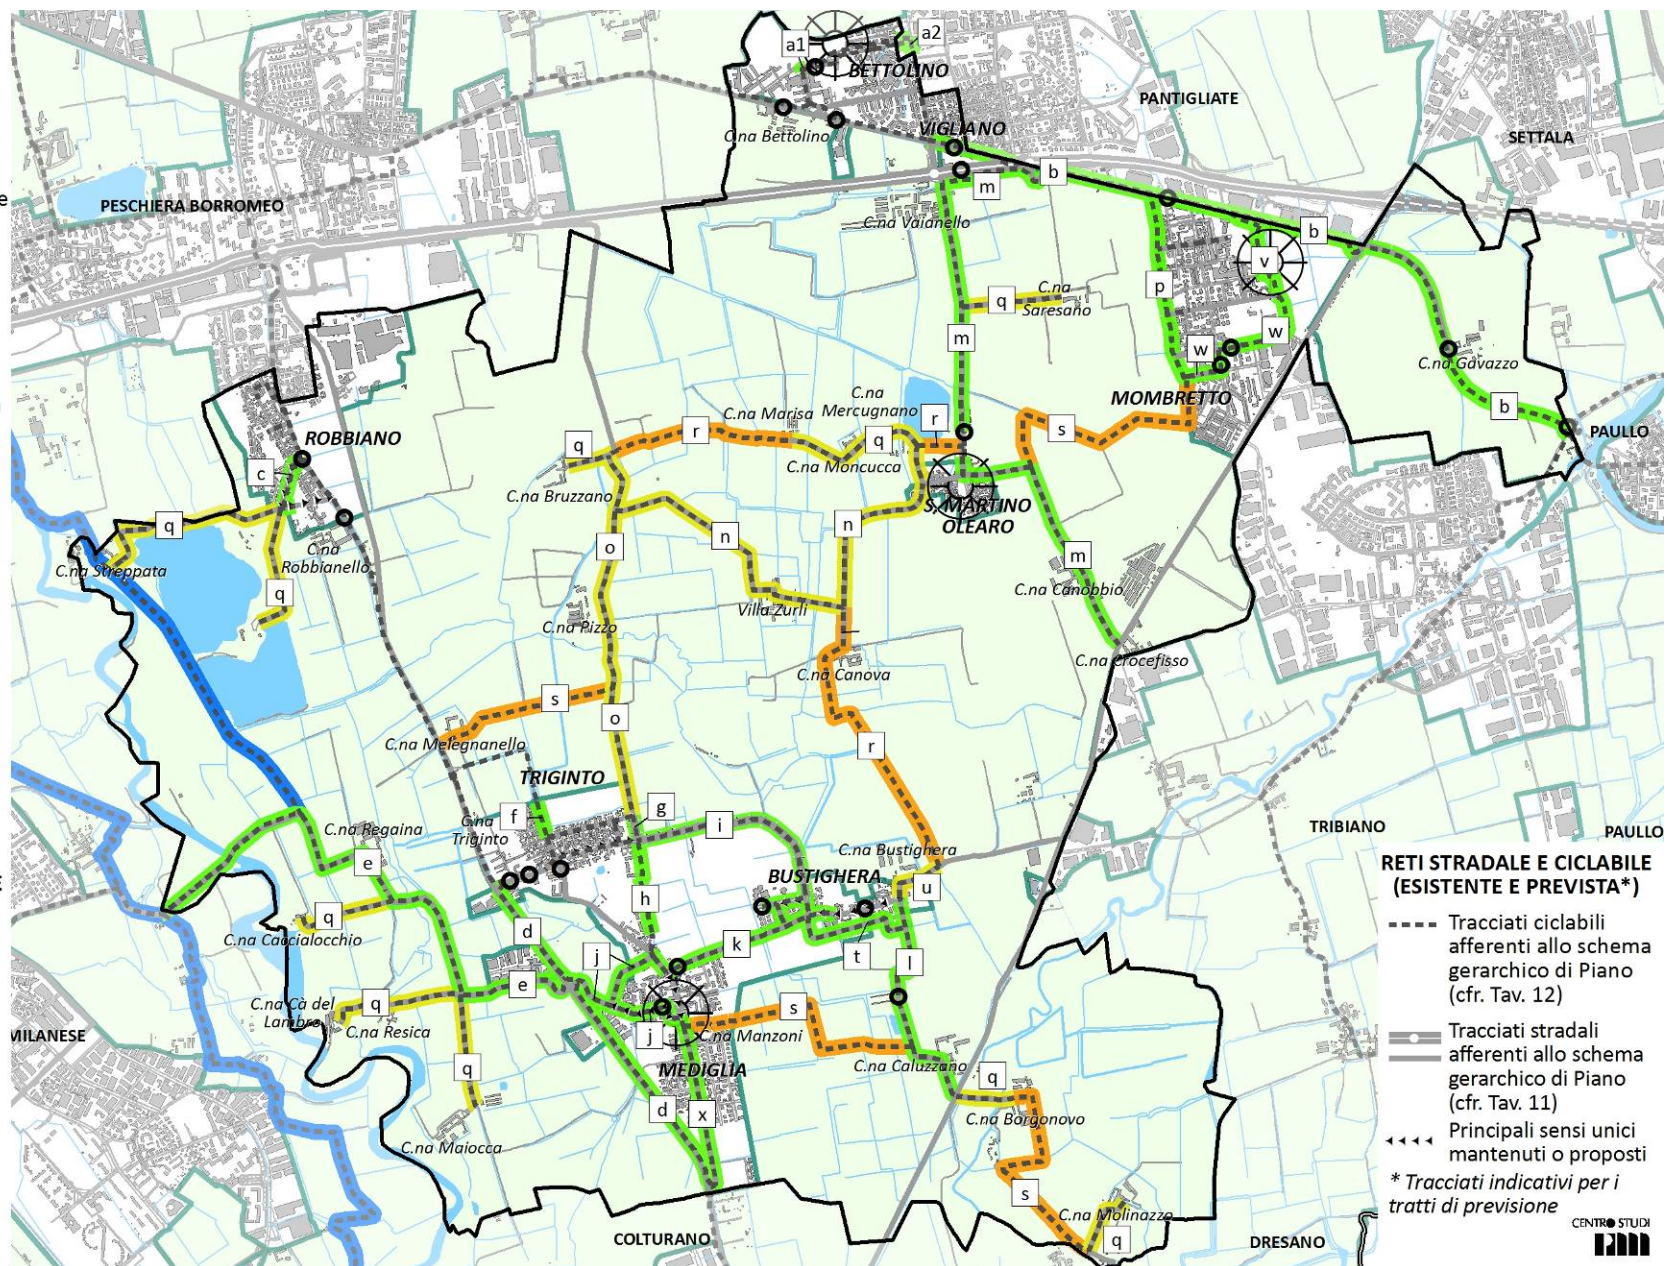 a1
a2
BETTOLINO
PANTIGLIATE
SETTALA
C.na Bettolino
VIGLIANO
b
m
e
PESCHIERA BORROMEO
C.na Vaianello
b
v
p
q
C.na
Saresano
m
w
w
C.na Gavazzo
b
MOMBRETTO
C.na
Mercugnano
C.na Marisa
r
r
s
PAULLO
ROBBIANO
q
q
c
C.na Moncucca
C.na Bruzzano
S. MARTINO
OLEARO
q
n
n
o
m
C.na
Robbianello
C.na Streppata
C.na Canobbio
q
Villa Zurli
C.na Pizzo
C.na Crocefisso
C.na Canova
s
o
C.na Melegnanello
r
TRIGINTO
g
f
C.na
Triginto
i
C.na Regaina
TRIBIANO
PAULLO
e
C.na Bustighera
BUSTIGHERA
u
h
q
C.na Caccialocchio
d
k
j
t
l
e
q
C.na Cà del
Lambro
C.na Resica
s
j
C.na Manzoni
MILANESE
MEDIGLIA
C.na Caluzzano
q
q
d
x
C.na Borgonovo
C.na Maiocca
s
C.na Molinazzo
q
COLTURANO
DRESANO
RETI STRADALE E CICLABILE
(ESISTENTE E PREVISTA*)
Tracciati ciclabili
afferenti allo schema
gerarchico di Piano
(cfr. Tav. 12)
Tracciati stradali
afferenti allo schema
gerarchico di Piano
(cfr. Tav. 11)
Principali sensi unici
mantenuti o proposti
* Tracciati indicativi per i
tratti di previsione
CENTRO STUDI
PIM